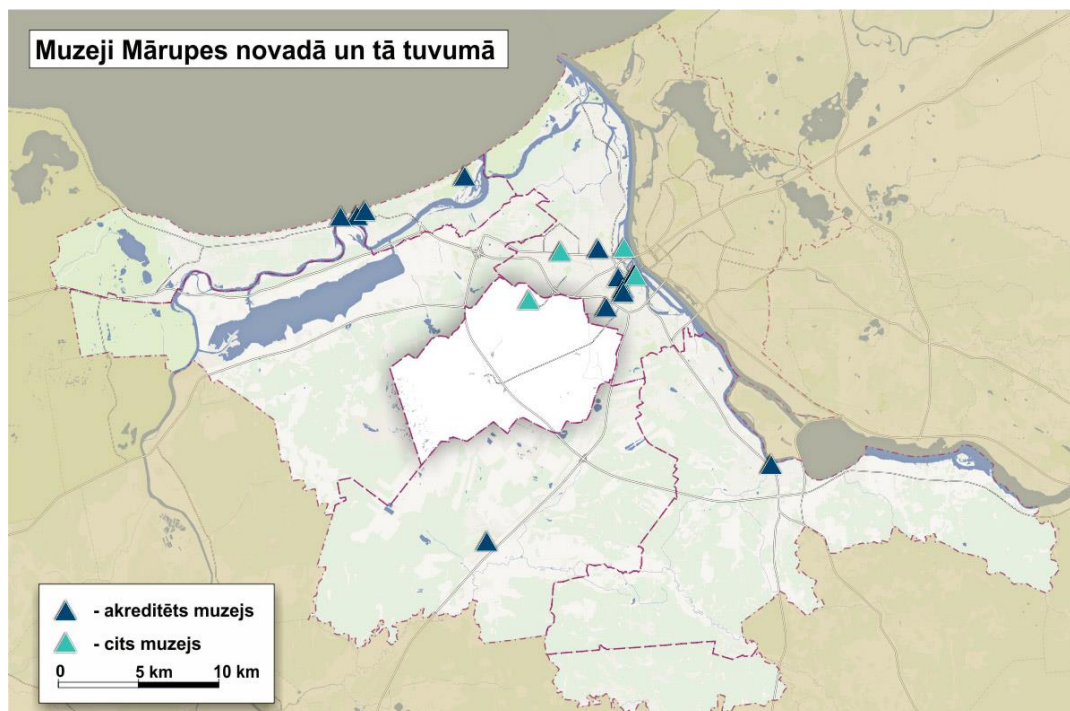 Muzeji Mārupes novadā un tā tuvumā
- akreditēts muzejs
- cits muzejs
0 5 km 10 km